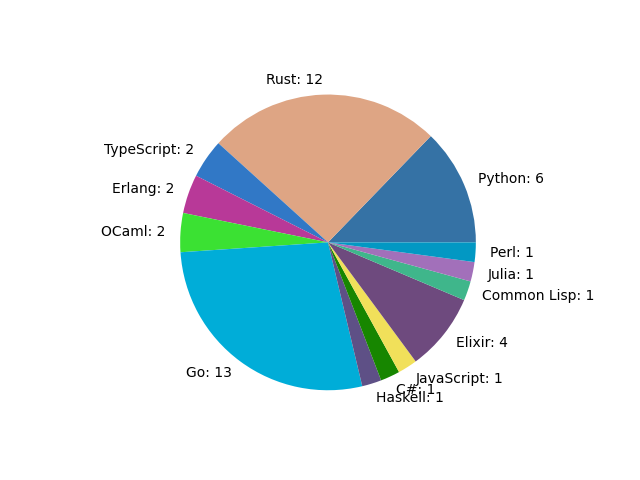 Rust: 12
TypeScript: 2
Python: 6
Erlang: 2
OCaml: 2
Perl: 1
Julia: 1
Common Lisp: 1
Elixir: 4
Go: 13
JavaScript: 1
C#: 1
Haskell: 1